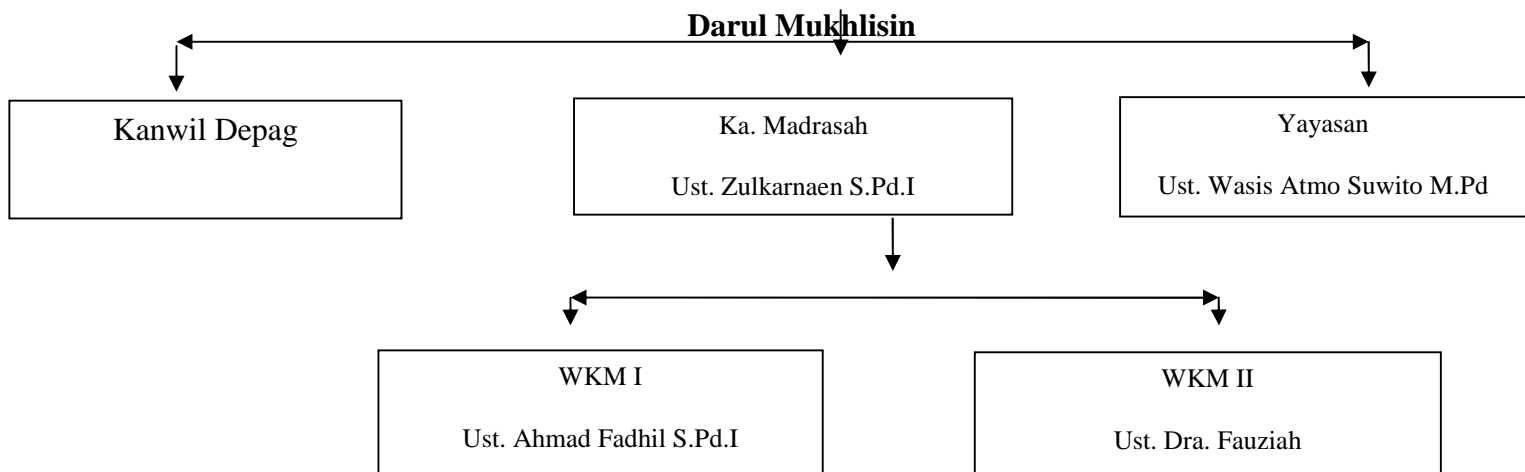 Darul Mukhlisin
Kanwil Depag
Ka. Madrasah
Ust. Zulkarnaen S.Pd.I
Yayasan
Ust. Wasis Atmo Suwito M.Pd
WKM I
Ust. Ahmad Fadhil S.Pd.I
WKM II
Ust. Dra. Fauziah